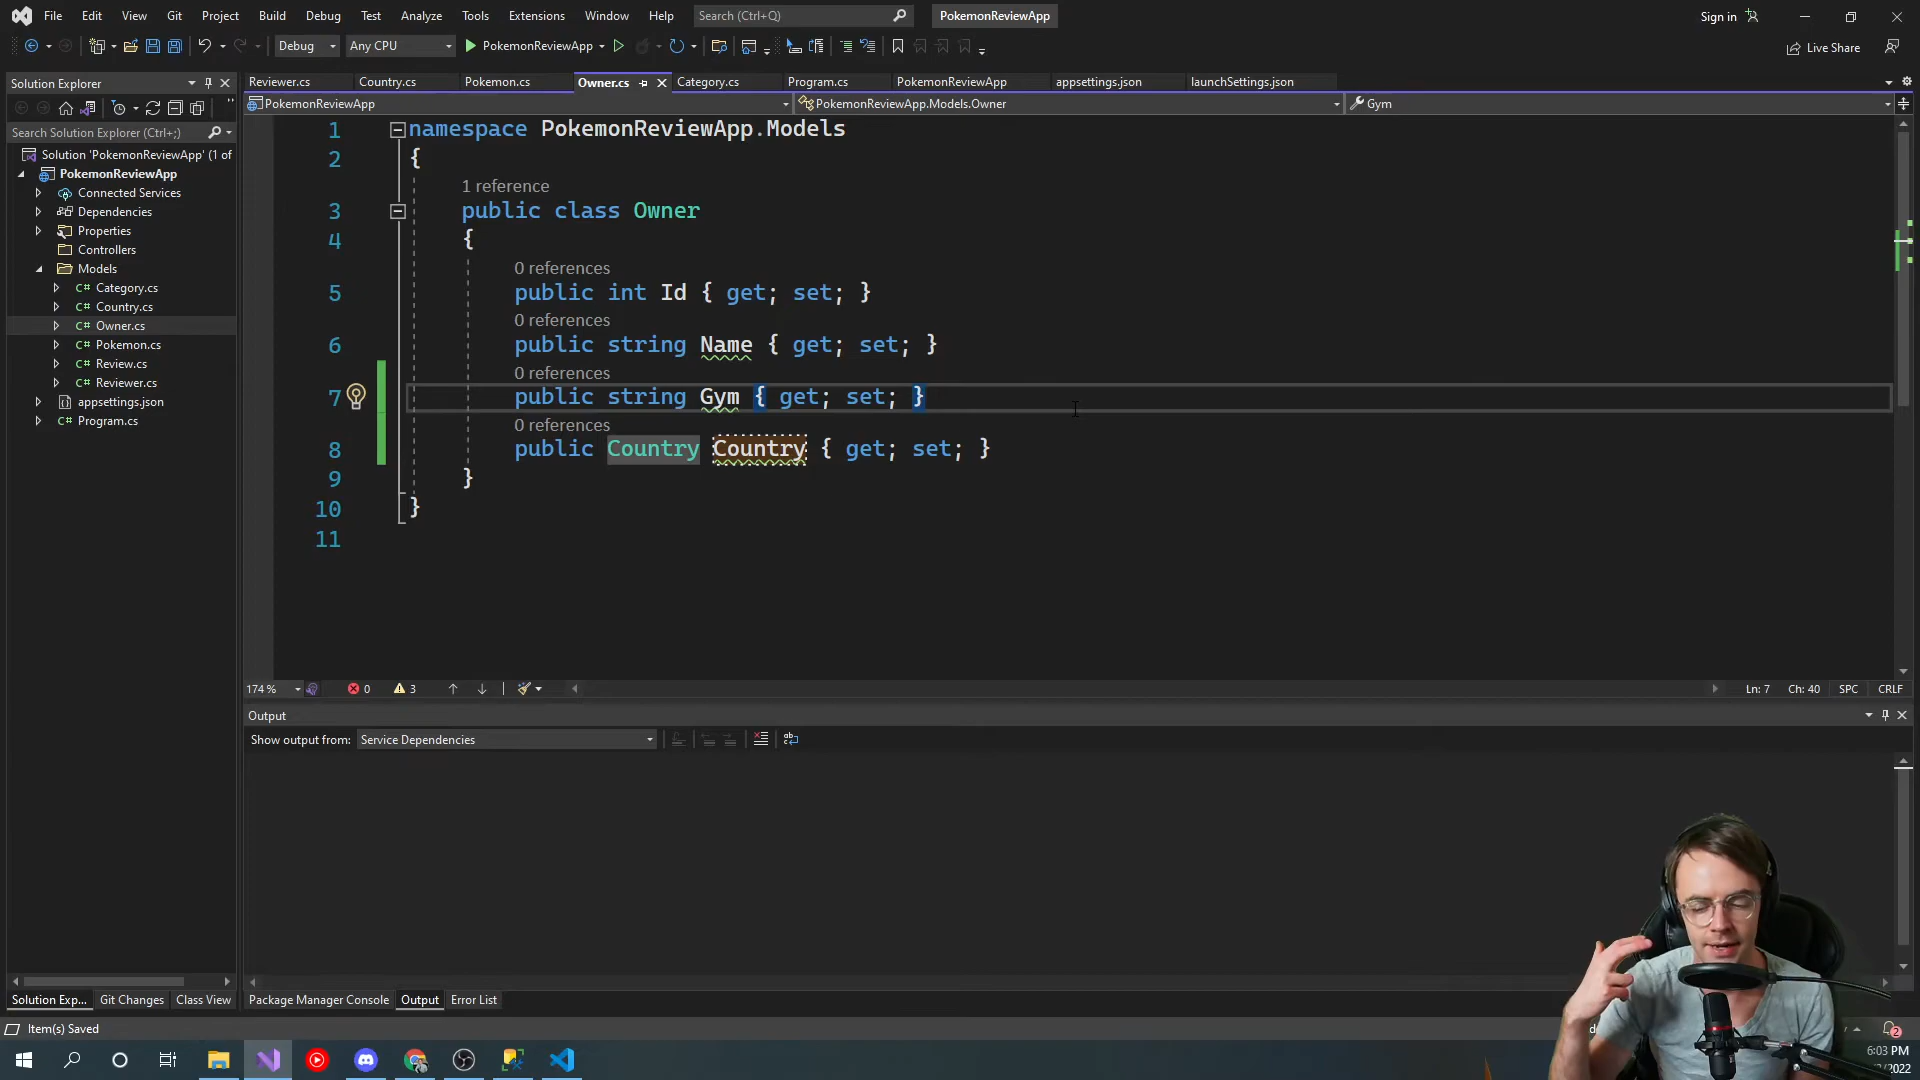 File Edit View Git Project Build Debug Test Analyze Tools Extensions Window Help Search (Ctrl+Q) PokemonReviewApp Sign in
Debug Any CPU PokemonReviewApp Live Share
Solution Explorer
Search Solution Explorer (Ctrl+;)
Solution 'PokemonReviewApp' (1 of
PokemonReviewApp
Connected Services
Dependencies
Properties
Controllers
Models
C# Category.cs
C# Country.cs
C# Owner.cs
C# Pokemon.cs
C# Review.cs
C# Reviewer.cs
appsettings.json
C# Program.cs
Solution Exp... Git Changes Class View
Reviewer.cs Country.cs Pokemon.cs Owner.cs Category.cs Program.cs PokemonReviewApp appsettings.json launchSettings.json
PokemonReviewApp PokemonReviewApp.Models.Owner Gym
1 namespace PokemonReviewApp.Models
2 {
1 reference
3 public class Owner
4 {
0 references
5 public int Id { get; set; }
0 references
6 public string Name { get; set; }
0 references
7 public string Gym { get; set; }
0 references
8 public Country Country { get; set; }
9 }
10 }
11
174 % 0 3 Ln: 7 Ch: 40 SPC CRLF
Output
Show output from: Service Dependencies
Package Manager Console Output Error List
Item(s) Saved
2
6:03 PM
/2022